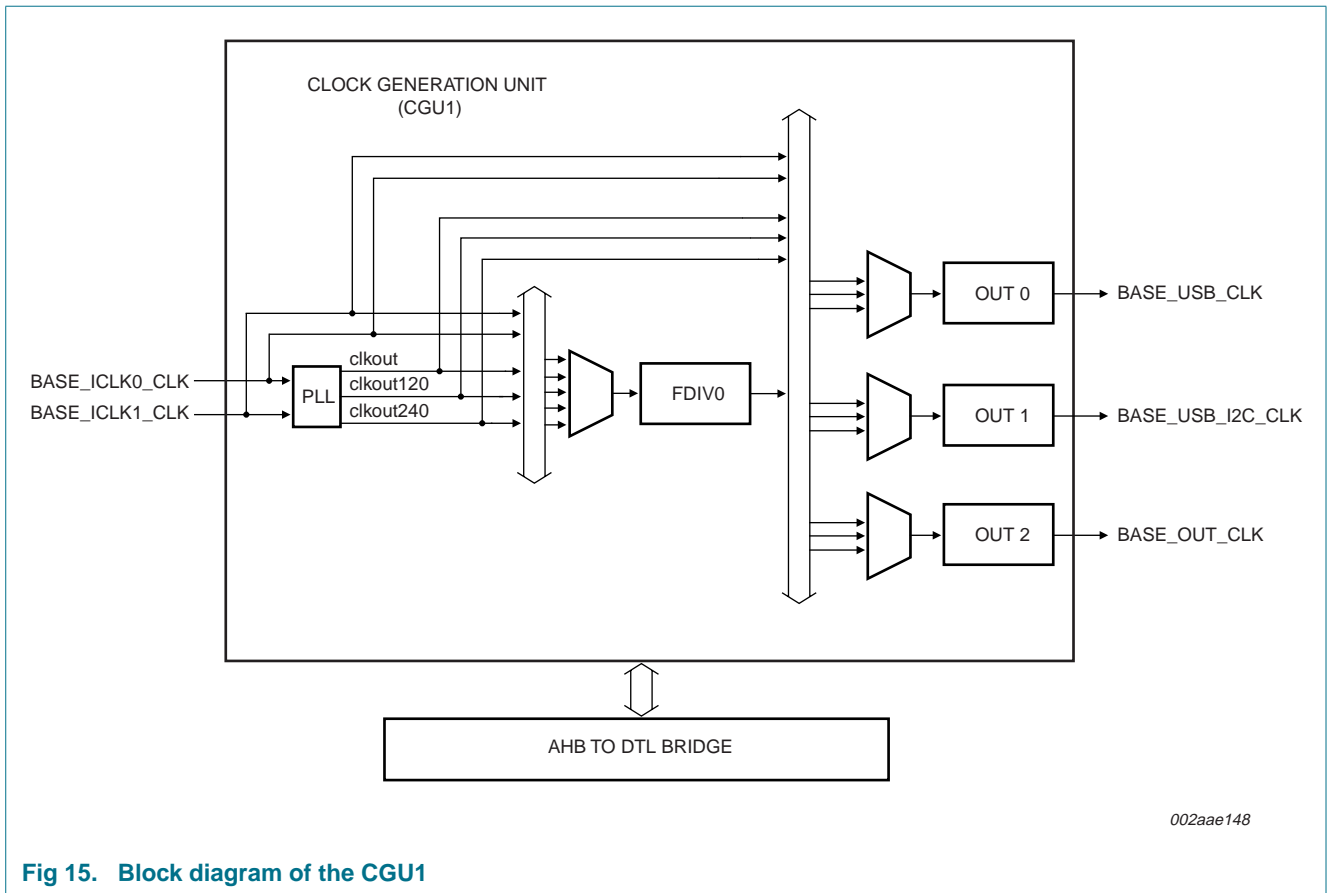 CLOCK GENERATION UNIT
(CGU1)
clkout
clkout120
clkout240
BASE_ICLK0_CLK
BASE_ICLK1_CLK
PLL
FDIV0
OUT 0
BASE_USB_CLK
OUT 1
BASE_USB_I2C_CLK
OUT 2
BASE_OUT_CLK
AHB TO DTL BRIDGE
002aae148
Fig 15. Block diagram of the CGU1